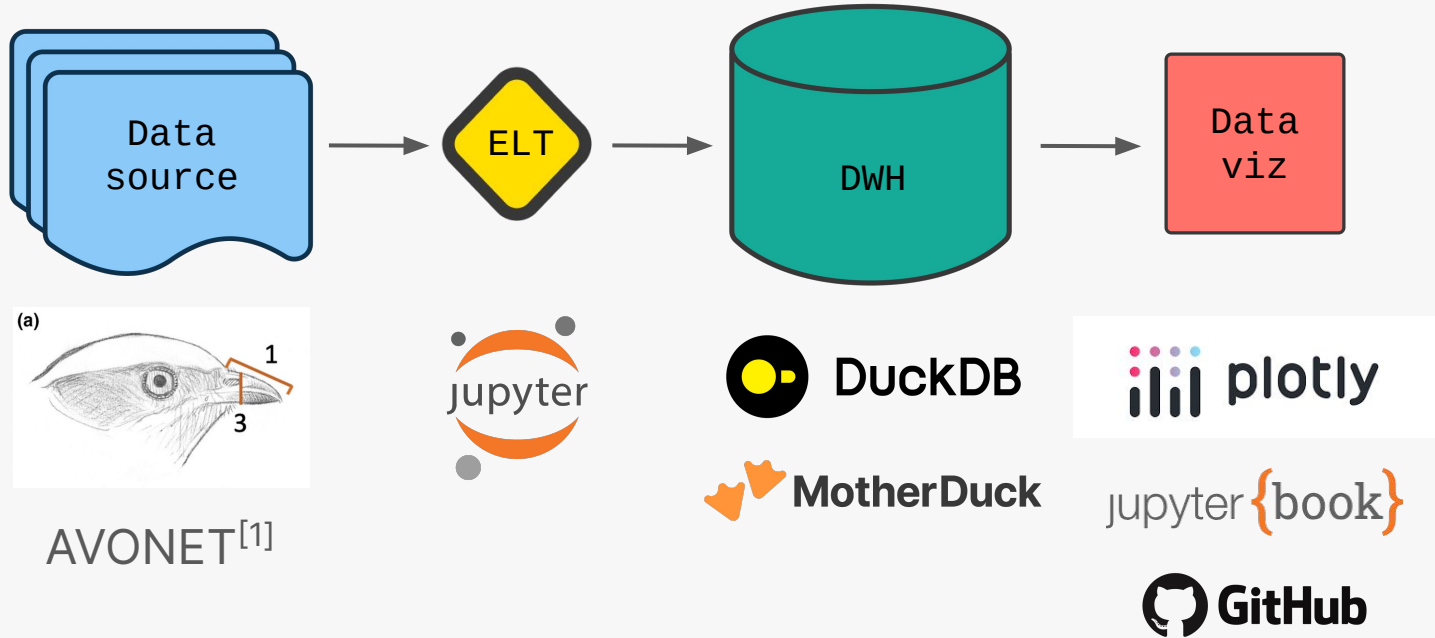 Data
source
ELT
DWH
Data
viz
(a)
1
3
AVONET[1]
jupyter
DuckDB
MotherDuck
plotly
jupyter {book}
GitHub